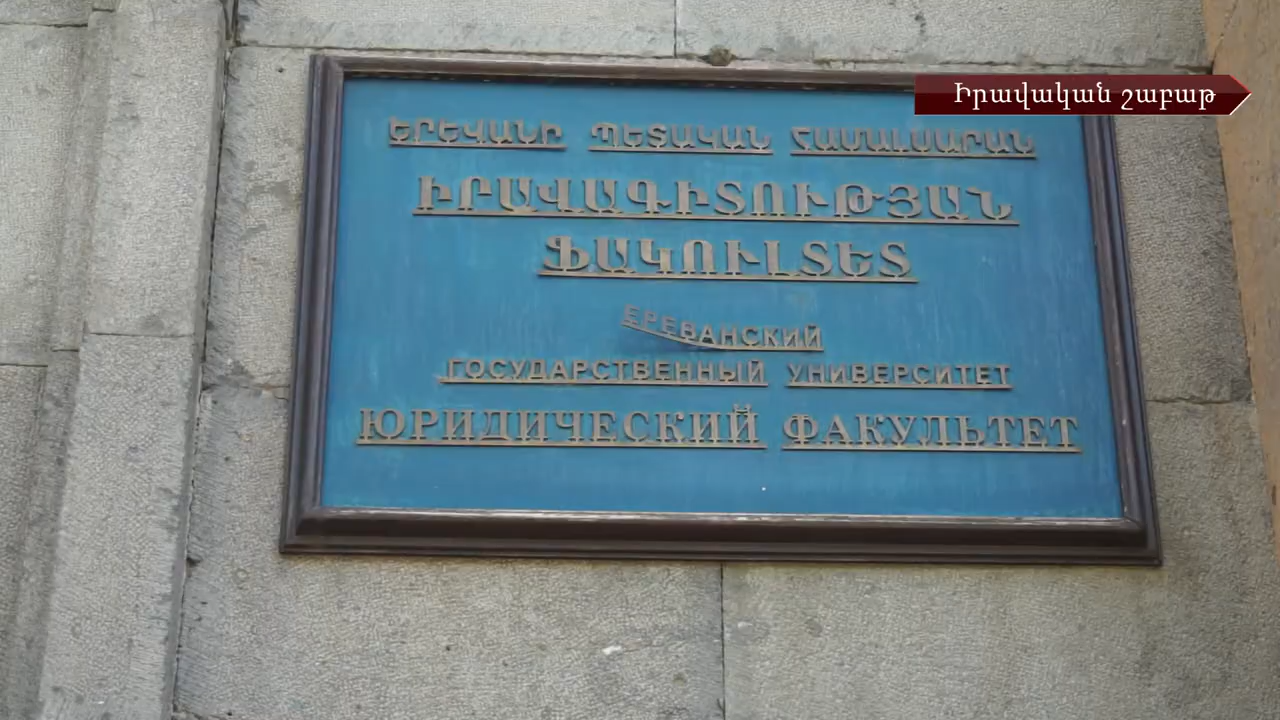 Իրավական շաբաթ
ԵՐԵՎԱՆԻ ՊԵՏԱԿԱՆ ՀԱՄԱԼՍԱՐԱՆ
ԻՐԱՎԱԳԻՏՈՒԹՅԱՆ
ՖԱԿՈՒԼՏԵՏ
ЕРЕВАНСКИЙ
ГОСУДАРСТВЕННЫЙ УНИВЕРСИТЕТ
ЮРИДИЧЕСКИЙ ФАКУЛЬТЕТ